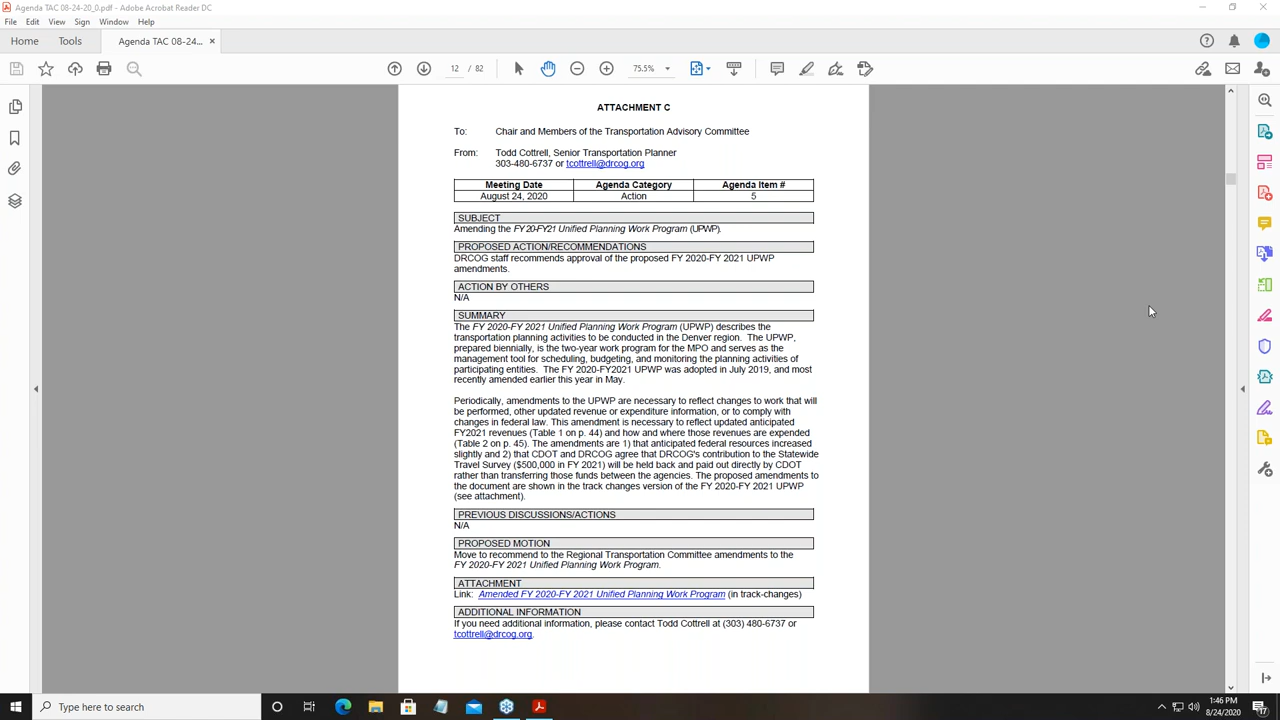 Agenda TAC 08-24-20_0.pdf - Adobe Acrobat Reader DC
File Edit View Sign Window Help
Home Tools Agenda TAC 08-24... ×
12 / 82 75.5%
ATTACHMENT C
To: Chair and Members of the Transportation Advisory Committee
From: Todd Cottrell, Senior Transportation Planner
303-480-6737 or tcottrell@drcog.org
Meeting Date Agenda Category Agenda Item #
August 24, 2020 Action 5
SUBJECT
Amending the FY20-FY21 Unified Planning Work Program (UPWP).
PROPOSED ACTION/RECOMMENDATIONS
DRCOG staff recommends approval of the proposed FY 2020-FY 2021 UPWP
amendments.
ACTION BY OTHERS
N/A
SUMMARY
The FY 2020-FY 2021 Unified Planning Work Program (UPWP) describes the
transportation planning activities to be conducted in the Denver region. The UPWP,
prepared biennially, is the two-year work program for the MPO and serves as the
management tool for scheduling, budgeting, and monitoring the planning activities of
participating entities. The FY 2020-FY2021 UPWP was adopted in July 2019, and most
recently amended earlier this year in May.
Periodically, amendments to the UPWP are necessary to reflect changes to work that will
be performed, other updated revenue or expenditure information, or to comply with
changes in federal law. This amendment is necessary to reflect updated anticipated
FY2021 revenues (Table 1 on p. 44) and how and where those revenues are expended
(Table 2 on p. 45). The amendments are 1) that anticipated federal resources increased
slightly and 2) that CDOT and DRCOG agree that DRCOG's contribution to the Statewide
Travel Survey ($500,000 in FY 2021) will be held back and paid out directly by CDOT
rather than transferring those funds between the agencies. The proposed amendments to
the document are shown in the track changes version of the FY 2020-FY 2021 UPWP
(see attachment).
PREVIOUS DISCUSSIONS/ACTIONS
N/A
PROPOSED MOTION
Move to recommend to the Regional Transportation Committee amendments to the
FY 2020-FY 2021 Unified Planning Work Program.
ATTACHMENT
Link: Amended FY 2020-FY 2021 Unified Planning Work Program (in track-changes)
ADDITIONAL INFORMATION
If you need additional information, please contact Todd Cottrell at (303) 480-6737 or
tcottrell@drcog.org.
Type here to search
1:46 PM
8/24/2020
17